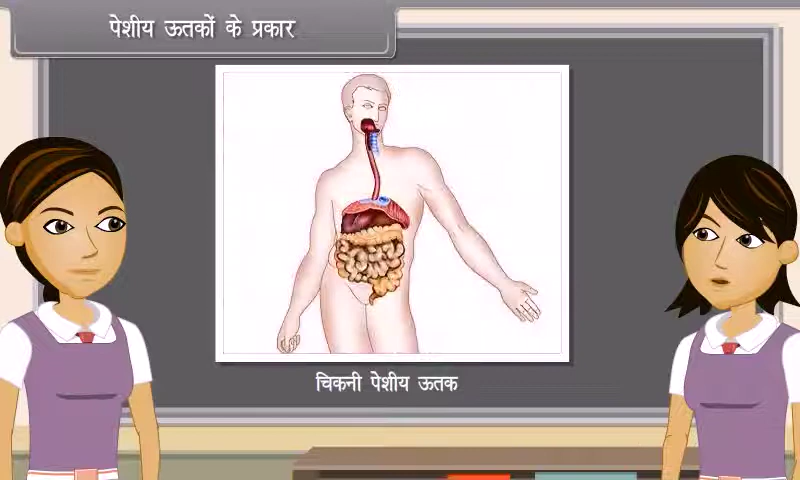 पेशीय ऊतकों के प्रकार
चिकनी पेशीय ऊतक